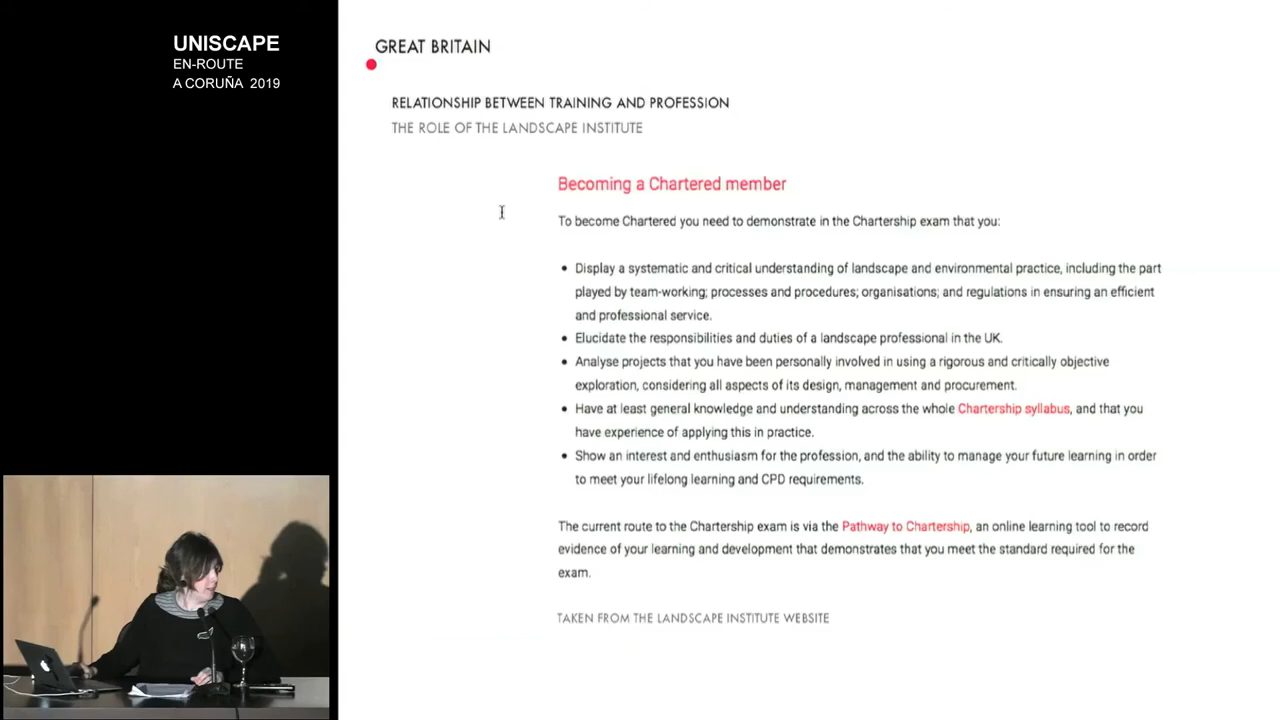 UNISCAPE
EN-ROUTE
A CORUÑA 2019
GREAT BRITAIN
RELATIONSHIP BETWEEN TRAINING AND PROFESSION
THE ROLE OF THE LANDSCAPE INSTITUTE
Becoming a Chartered member
To become Chartered you need to demonstrate in the Chartership exam that you:
• Display a systematic and critical understanding of landscape and environmental practice, including the part
played by team-working; processes and procedures; organisations; and regulations in ensuring an efficient
and professional service.
• Elucidate the responsibilities and duties of a landscape professional in the UK.
• Analyse projects that you have been personally involved in using a rigorous and critically objective
exploration, considering all aspects of its design, management and procurement.
• Have at least general knowledge and understanding across the whole Chartership syllabus, and that you
have experience of applying this in practice.
• Show an interest and enthusiasm for the profession, and the ability to manage your future learning in order
to meet your lifelong learning and CPD requirements.
The current route to the Chartership exam is via the Pathway to Chartership, an online learning tool to record
evidence of your learning and development that demonstrates that you meet the standard required for the
exam.
TAKEN FROM THE LANDSCAPE INSTITUTE WEBSITE